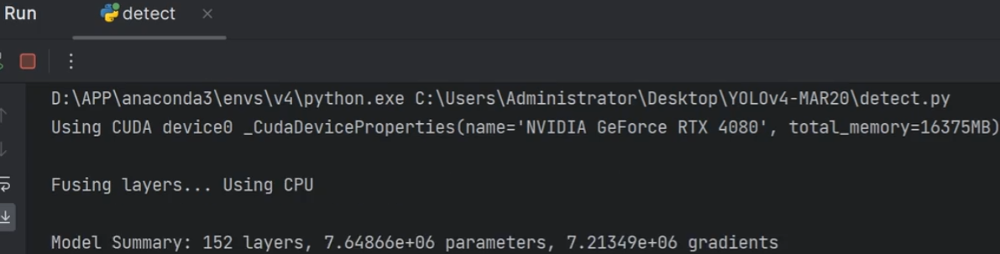 Run detect
D:\APP\anaconda3\envs\v4\python.exe C:\Users\Administrator\Desktop\YOLOv4-MAR20\detect.py
Using CUDA device0 _CudaDeviceProperties(name='NVIDIA GeForce RTX 4080', total_memory=16375MB)
Fusing layers... Using CPU
Model Summary: 152 layers, 7.64866e+06 parameters, 7.21349e+06 gradients